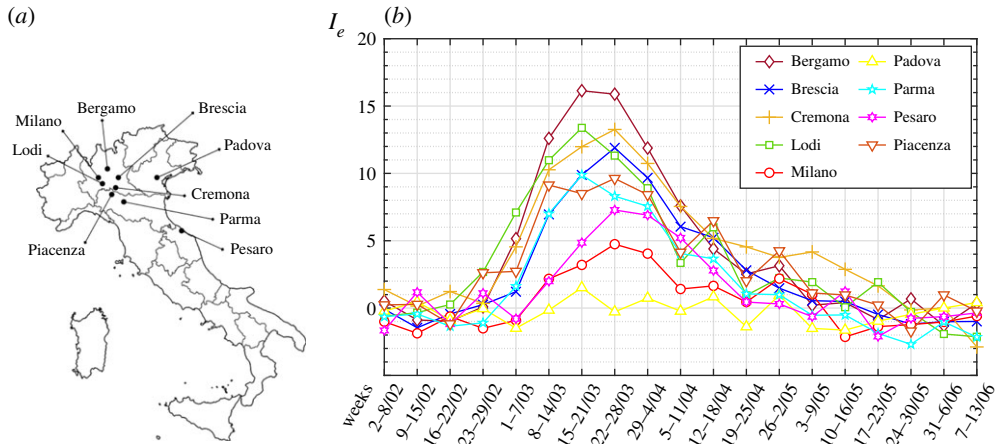 (a)
Bergamo
Brescia
Milano
Padova
Lodi
Cremona
Parma
Piacenza
Pesaro
(b)
I_e
20
15
10
5
0
Bergamo
Brescia
Cremona
Lodi
Milano
Padova
Parma
Pesaro
Piacenza
weeks
2–8/02
9–15/02
16–22/02
23–29/02
1–7/03
8–14/03
15–21/03
22–28/03
29–4/04
5–11/04
12–18/04
19–25/04
26–2/05
3–9/05
10–16/05
17–23/05
24–30/05
31–6/06
7–13/06